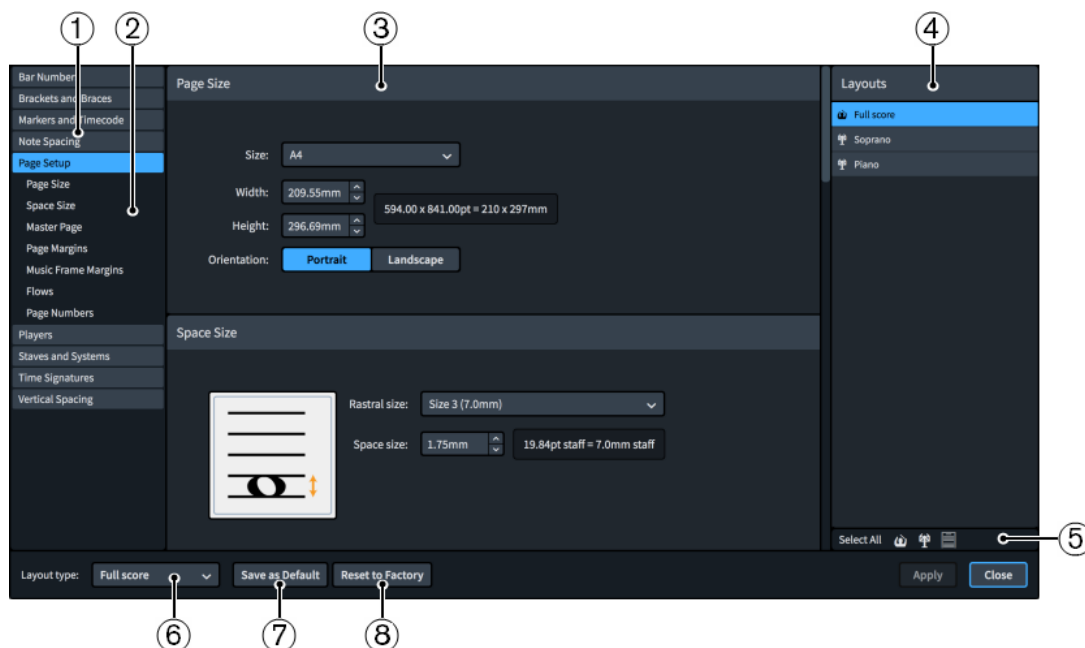 ① ② ③ ④
Bar Number
Brackets and Braces
Markers and Timecode
Note Spacing
Page Setup
Page Size
Space Size
Master Page
Page Margins
Music Frame Margins
Flows
Page Numbers
Players
Staves and Systems
Time Signatures
Vertical Spacing
Page Size
Size: A4
Width: 209.55mm
594.00 x 841.00pt = 210 x 297mm
Height: 296.69mm
Orientation: Portrait Landscape
Space Size
Rastral size: Size 3 (7.0mm)
Space size: 1.75mm 19.84pt staff = 7.0mm staff
Layouts
Full score
Soprano
Piano
Select All ⑤
Layout type: Full score Save as Default Reset to Factory Apply Close
⑥ ⑦ ⑧